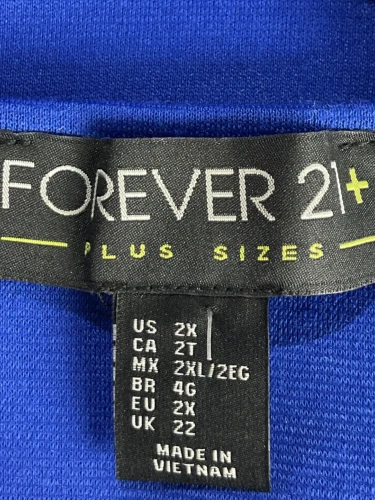 FOREVER 21+
PLUS SIZES
US 2X
CA 2T
MX 2XL/2EG
BR 4G
EU 2X
UK 22
MADE IN
VIETNAM